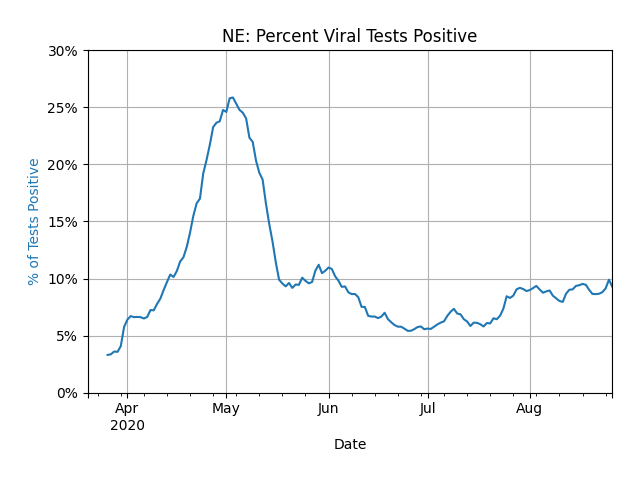 NE: Percent Viral Tests Positive
30%
25%
20%
15%
10%
5%
0%
% of Tests Positive
Apr May Jun Jul Aug
2020
Date